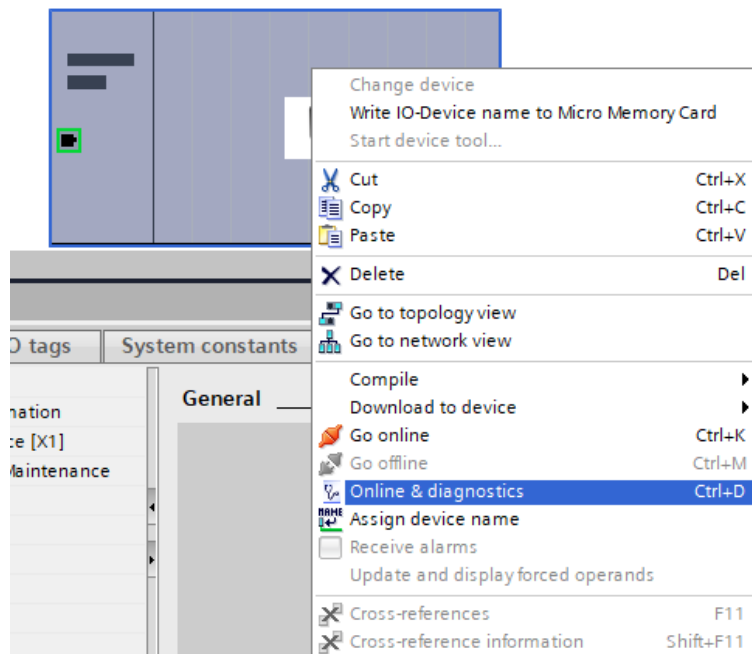 Change device
Write IO-Device name to Micro Memory Card
Start device tool...
Cut Ctrl+X
Copy Ctrl+C
Paste Ctrl+V
Delete Del
Go to topology view
Go to network view
Compile
Download to device
Go online Ctrl+K
Go offline Ctrl+M
Online & diagnostics Ctrl+D
NAME Assign device name
Receive alarms
Update and display forced operands
Cross-references F11
Cross-reference information Shift+F11
O tags System constants
General
mation
ce [X1]
Maintenance